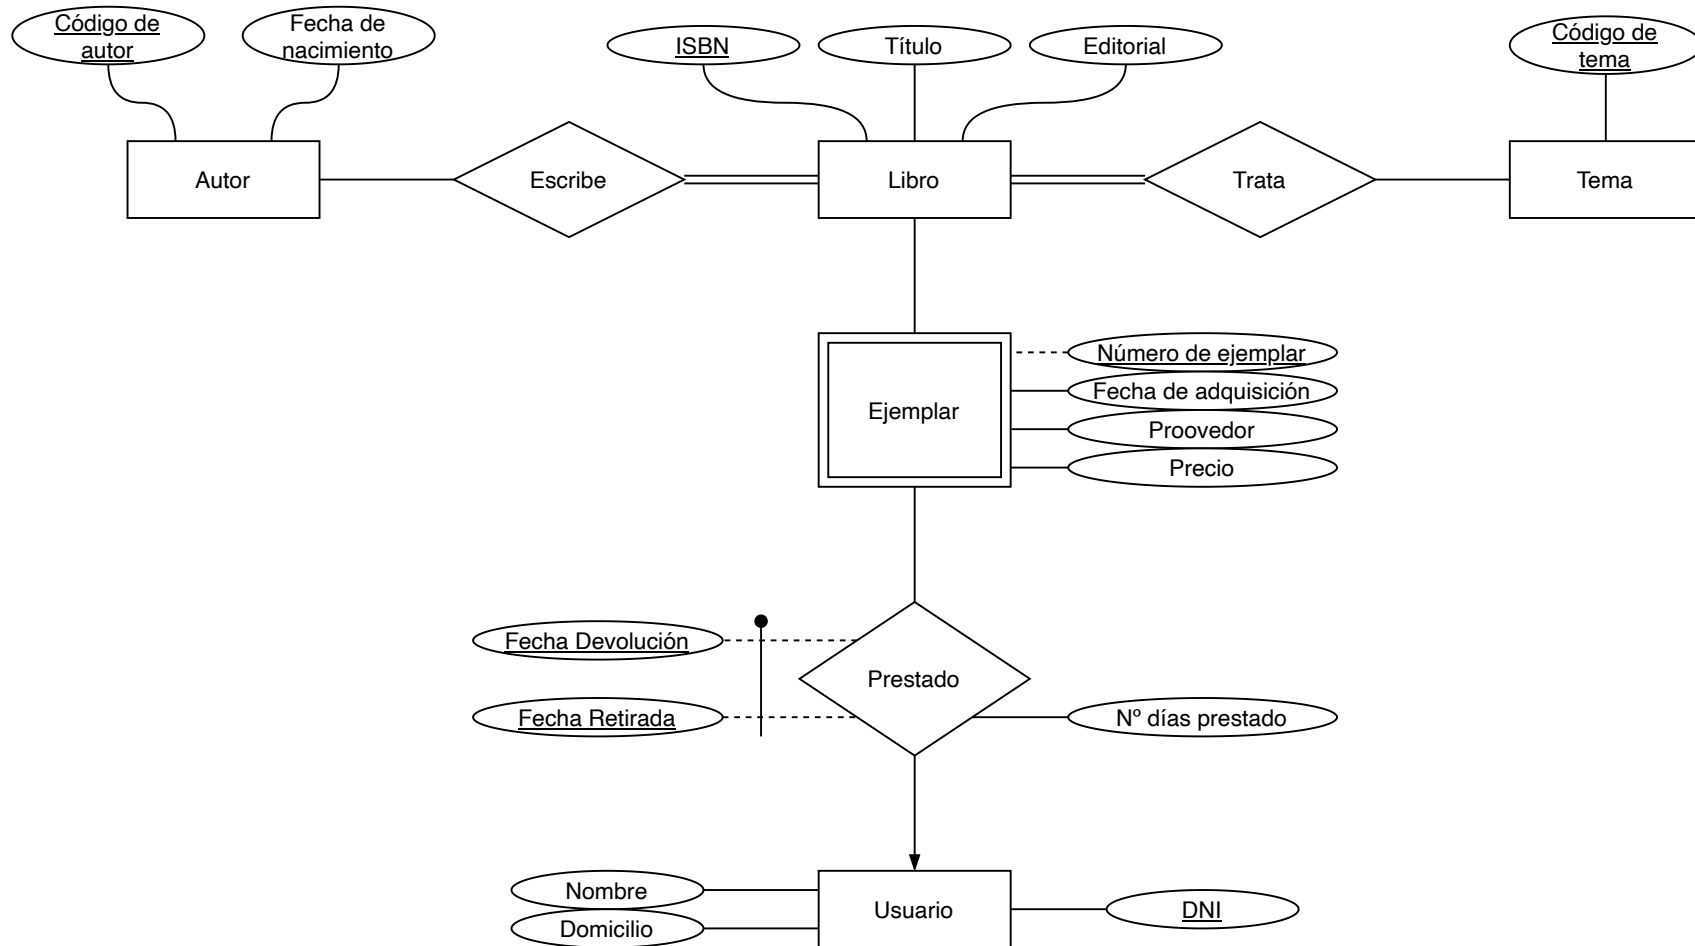 Código de
autor
Fecha de
nacimiento
ISBN
Título
Editorial
Código de
tema
Autor
Escribe
Libro
Trata
Tema
Número de ejemplar
Fecha de adquisición
Ejemplar
Proovedor
Precio
Fecha Devolución
Prestado
Fecha Retirada
Nº días prestado
Nombre
Usuario
DNI
Domicilio